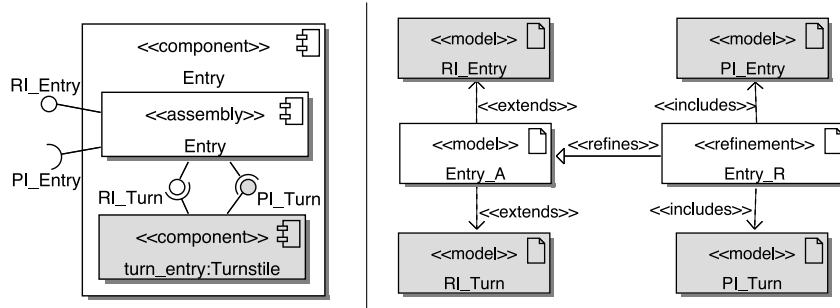 <<component>>
Entry
RI_Entry
<<assembly>>
Entry
PI_Entry
RI_Turn
PI_Turn
<<component>>
turn_entry:Turnstile
<<model>>
RI_Entry
<<model>>
PI_Entry
<<extends>>
<<includes>>
<<model>>
Entry_A
<<refines>>
<<refinement>>
Entry_R
<<extends>>
<<includes>>
<<model>>
RI_Turn
<<model>>
PI_Turn